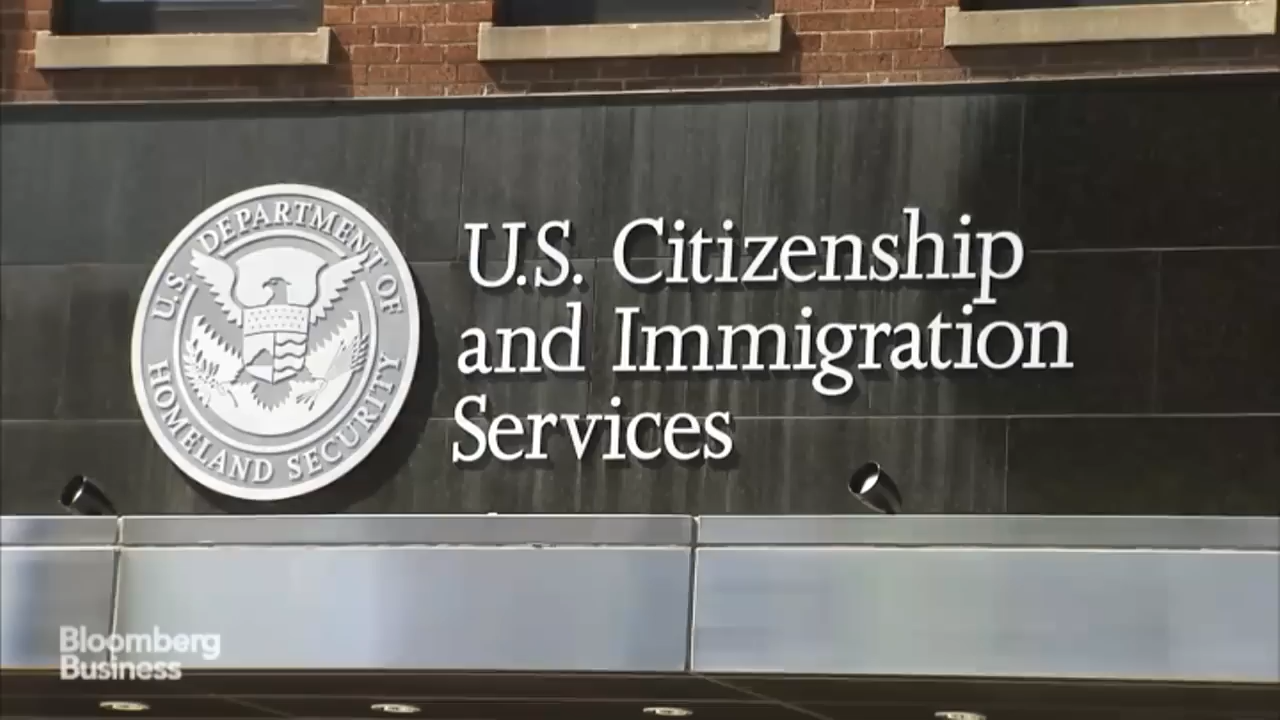 U.S. DEPARTMENT OF
HOMELAND SECURITY
U.S. Citizenship
and Immigration
Services
Bloomberg
Business